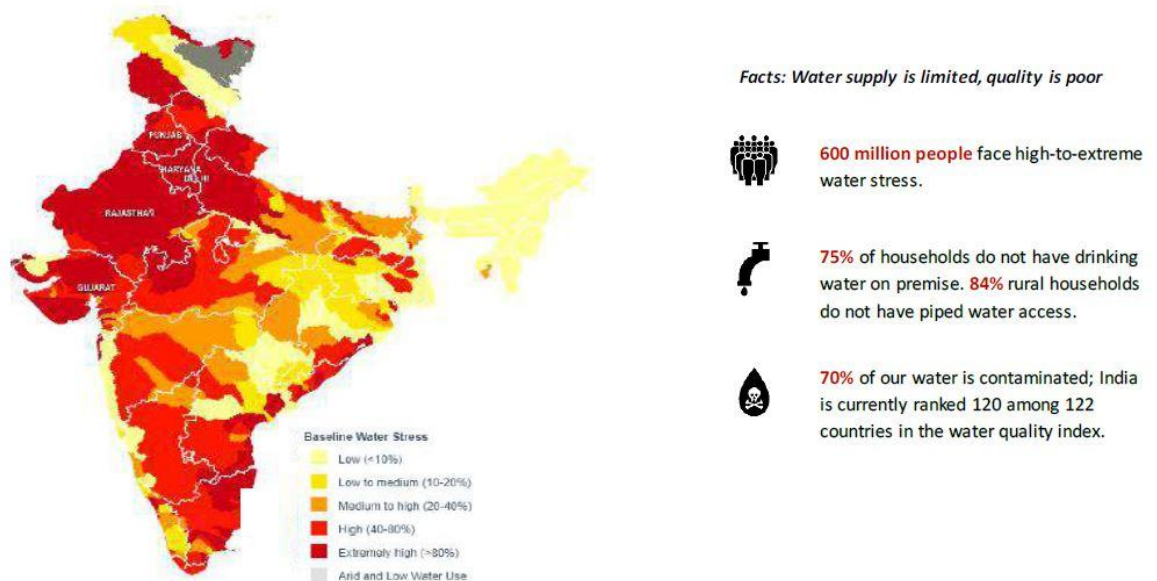 PUNJAB
HARYANA
DELHI
RAJASTHAN
GUJARAT
Baseline Water Stress
Low (<10%)
Low to medium (10-20%)
Medium to high (20-40%)
High (40-80%)
Extremely high (>80%)
Arid and Low Water Use
Facts: Water supply is limited, quality is poor
600 million people face high-to-extreme
water stress.
75% of households do not have drinking
water on premise. 84% rural households
do not have piped water access.
70% of our water is contaminated; India
is currently ranked 120 among 122
countries in the water quality index.